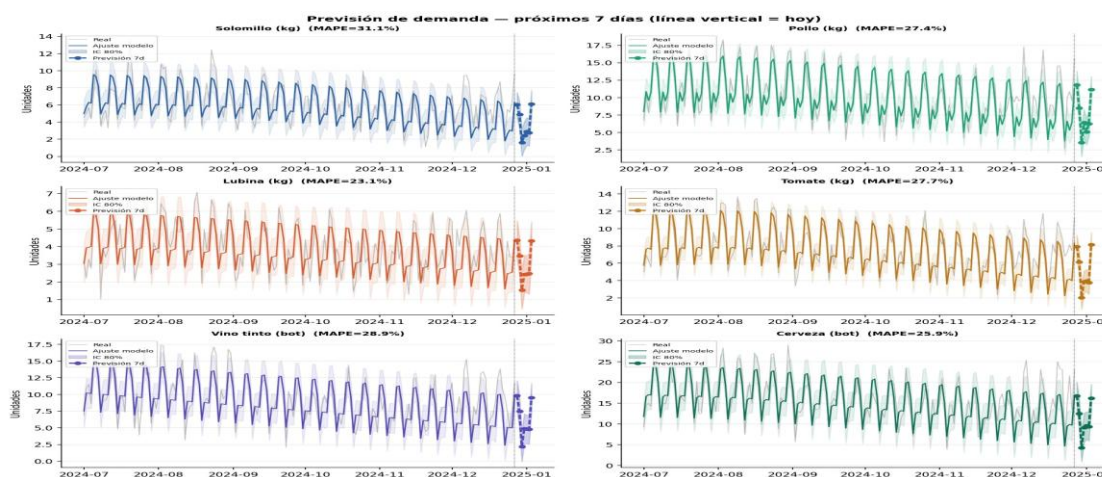 Previsión de demanda — próximos 7 días (línea vertical = hoy)
Solomillo (kg) (MAPE=31.1%)
Real
Ajuste modelo
IC 80%
Previsión 7d
Unidades
14
12
10
8
6
4
2
0
2024-07 2024-08 2024-09 2024-10 2024-11 2024-12 2025-01
Pollo (kg) (MAPE=27.4%)
Real
Ajuste modelo
IC 80%
Previsión 7d
Unidades
17.5
15.0
12.5
10.0
7.5
5.0
2.5
2024-07 2024-08 2024-09 2024-10 2024-11 2024-12 2025-0
Lubina (kg) (MAPE=23.1%)
Real
Ajuste modelo
IC 80%
Previsión 7d
Unidades
7
6
5
4
3
2
1
2024-07 2024-08 2024-09 2024-10 2024-11 2024-12 2025-01
Tomate (kg) (MAPE=27.7%)
Real
Ajuste modelo
IC 80%
Previsión 7d
Unidades
14
12
10
8
6
4
2
2024-07 2024-08 2024-09 2024-10 2024-11 2024-12 2025-0
Vino tinto (bot) (MAPE=28.9%)
Real
Ajuste modelo
IC 80%
Previsión 7d
Unidades
17.5
15.0
12.5
10.0
7.5
5.0
2.5
0.0
2024-07 2024-08 2024-09 2024-10 2024-11 2024-12 2025-01
Cerveza (bot) (MAPE=25.9%)
Real
Ajuste modelo
IC 80%
Previsión 7d
Unidades
30
25
20
15
10
5
0
2024-07 2024-08 2024-09 2024-10 2024-11 2024-12 2025-0